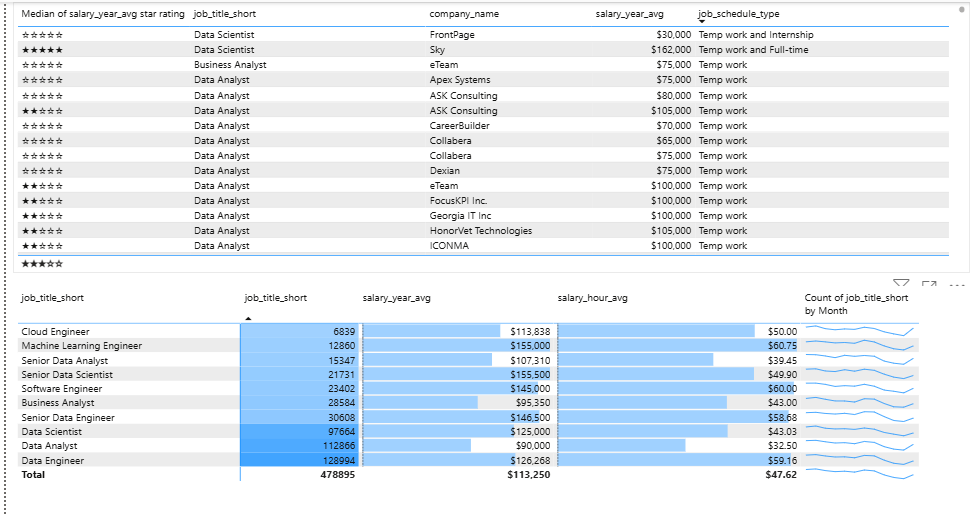 Median of salary_year_avg star rating job_title_short company_name salary_year_avg job_schedule_type
☆☆☆☆☆ Data Scientist FrontPage $30,000 Temp work and Internship
★★★★★ Data Scientist Sky $162,000 Temp work and Full-time
☆☆☆☆☆ Business Analyst eTeam $75,000 Temp work
☆☆☆☆☆ Data Analyst Apex Systems $75,000 Temp work
☆☆☆☆☆ Data Analyst ASK Consulting $80,000 Temp work
★★☆☆☆ Data Analyst ASK Consulting $105,000 Temp work
☆☆☆☆☆ Data Analyst CareerBuilder $70,000 Temp work
☆☆☆☆☆ Data Analyst Collabera $65,000 Temp work
☆☆☆☆☆ Data Analyst Collabera $75,000 Temp work
☆☆☆☆☆ Data Analyst Dexian $75,000 Temp work
★★☆☆☆ Data Analyst eTeam $100,000 Temp work
★★☆☆☆ Data Analyst FocusKPI Inc. $100,000 Temp work
★★☆☆☆ Data Analyst Georgia IT Inc $100,000 Temp work
★★☆☆☆ Data Analyst HonorVet Technologies $105,000 Temp work
★★☆☆☆ Data Analyst ICONMA $100,000 Temp work
★★★☆☆
job_title_short job_title_short salary_year_avg salary_hour_avg Count of job_title_short
by Month
Cloud Engineer 6839 $113,838 $50.00
Machine Learning Engineer 12860 $155,000 $60.75
Senior Data Analyst 15347 $107,310 $39.45
Senior Data Scientist 21731 $155,500 $49.90
Software Engineer 23402 $145,000 $60.00
Business Analyst 28584 $95,350 $43.00
Senior Data Engineer 30608 $146,500 $58.68
Data Scientist 97664 $125,000 $43.03
Data Analyst 112866 $90,000 $32.50
Data Engineer 128994 $126,268 $59.16
Total 478895 $113,250 $47.62